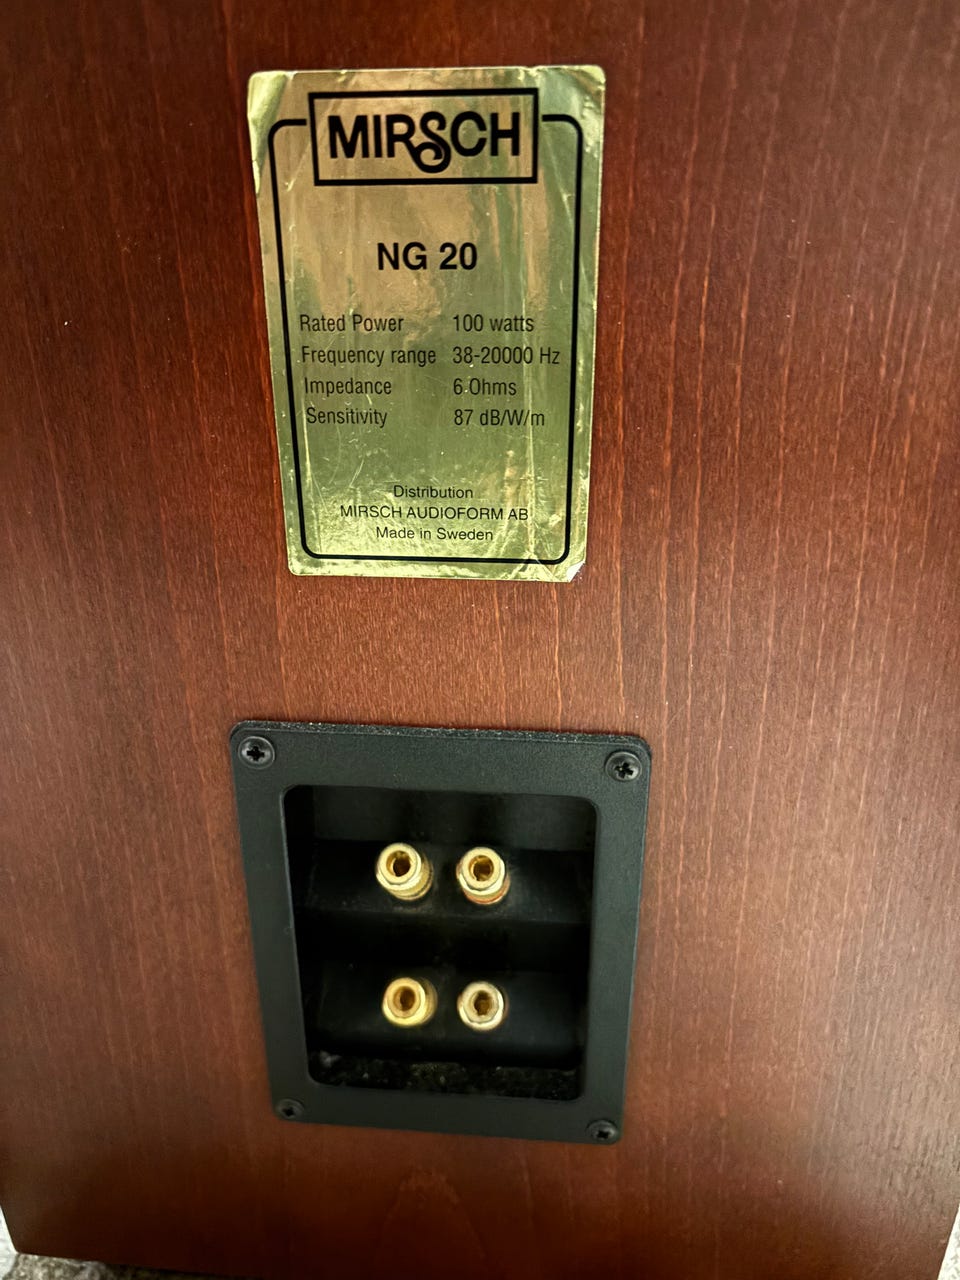 MIRSCH
NG 20
Rated Power 100 watts
Frequency range 38-20000 Hz
Impedance 6 Ohms
Sensitivity 87 dB/W/m
Distribution
MIRSCH AUDIOFORM AB
Made in Sweden